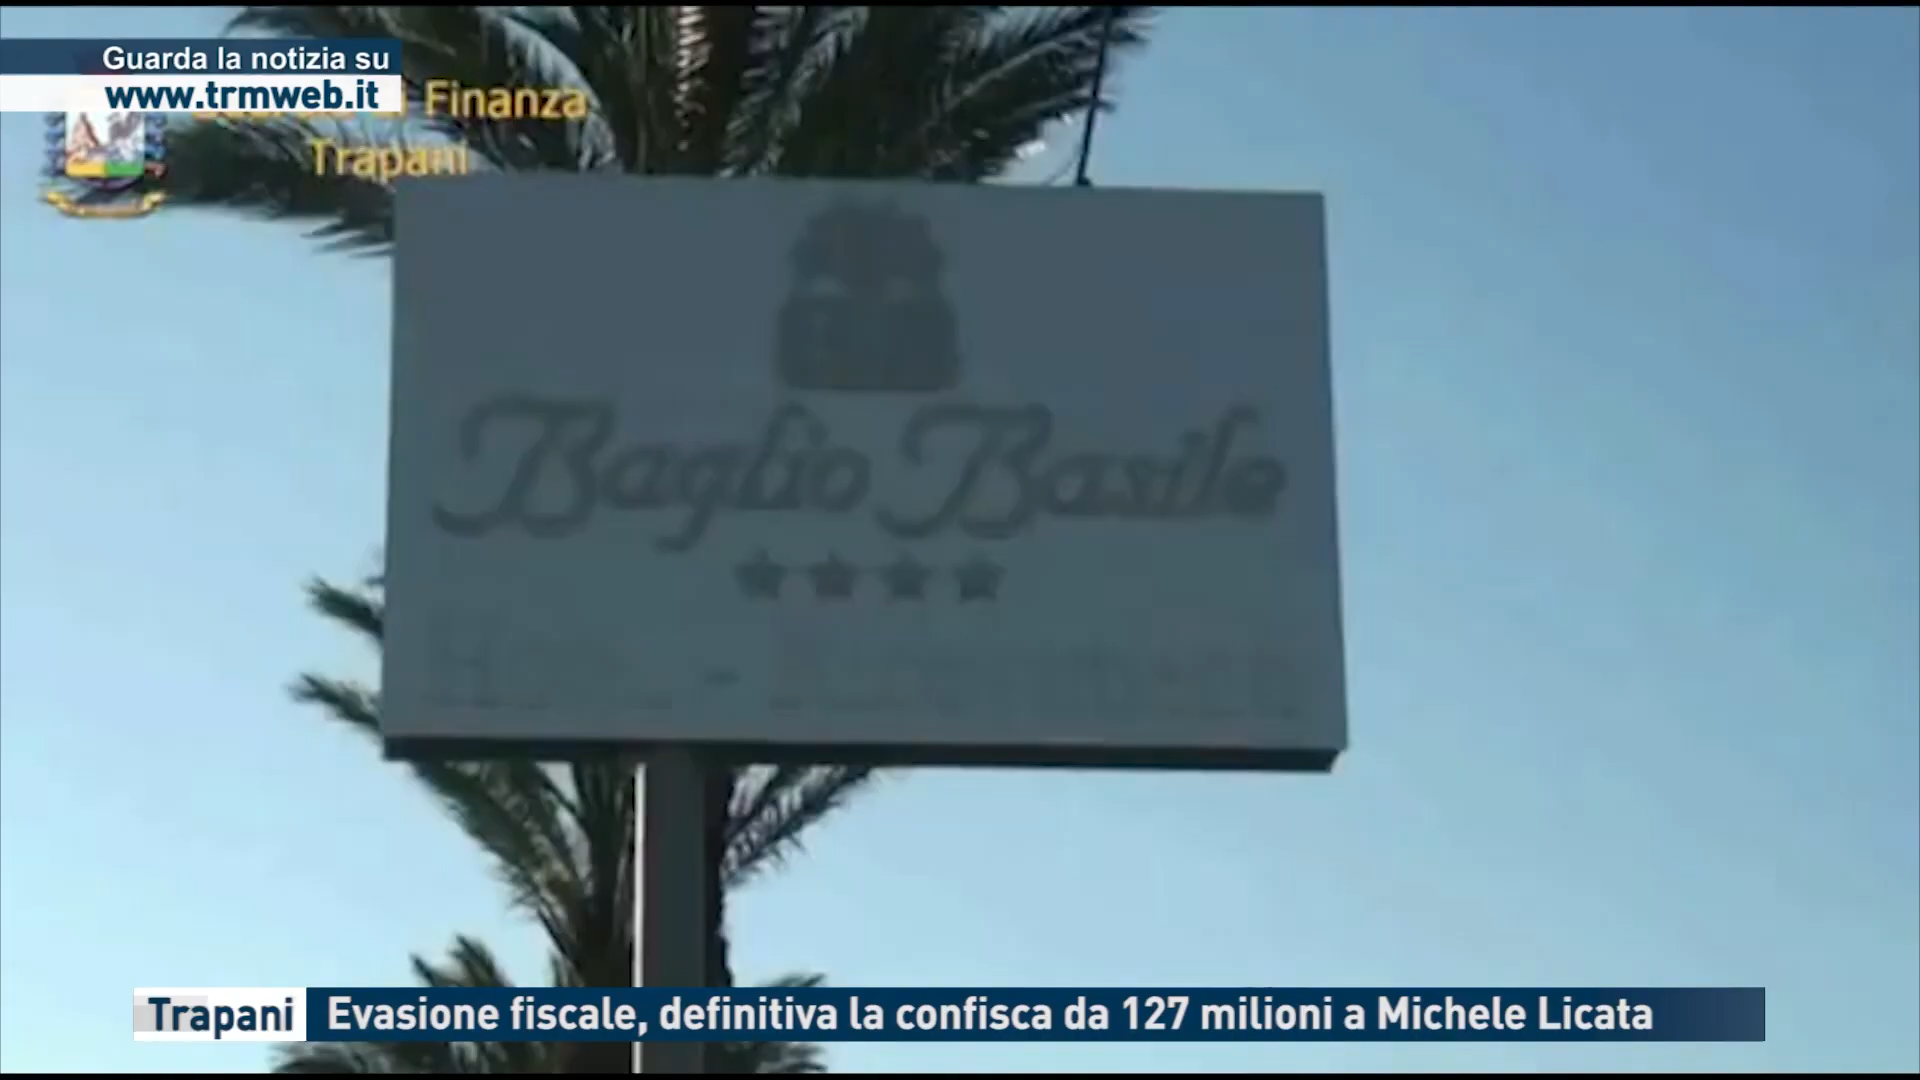 Guarda la notizia su
www.trmweb.it
Finanza
Trapani
Baglio Basile
Trapani
Evasione fiscale, definitiva la confisca da 127 milioni a Michele Licata